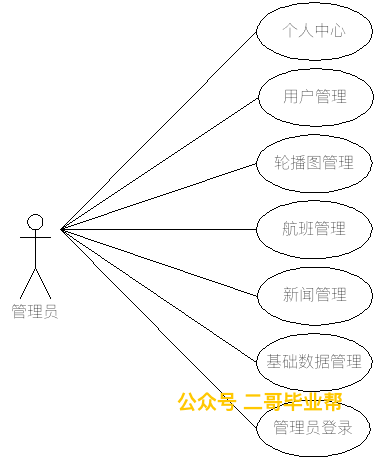 个人中心
用户管理
轮播图管理
航班管理
管理员
新闻管理
基础数据管理
公众号 二哥毕业帮
管理员登录